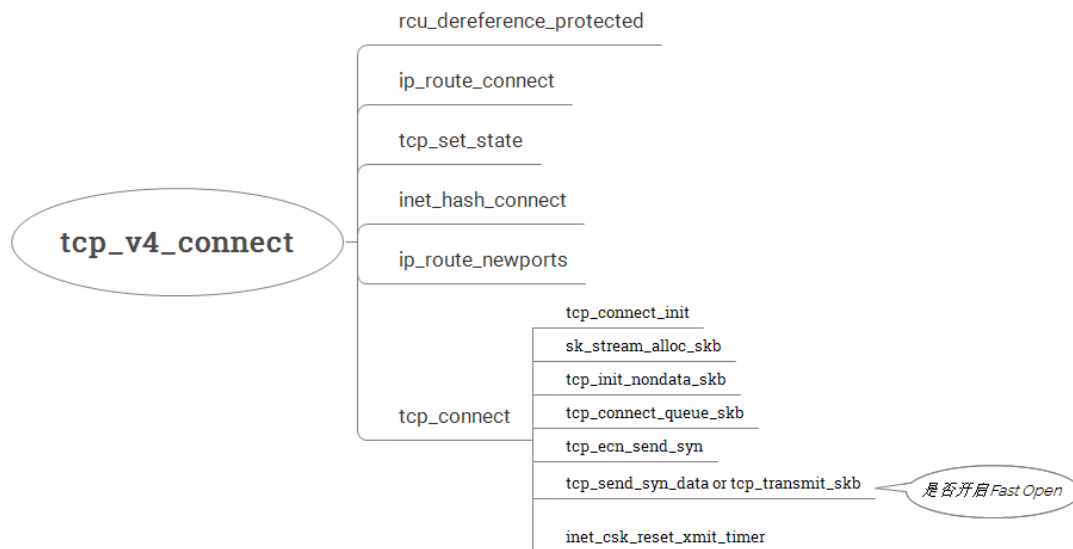 rcu_dereference_protected
ip_route_connect
tcp_set_state
inet_hash_connect
tcp_v4_connect
ip_route_newports
tcp_connect_init
sk_stream_alloc_skb
tcp_init_nondata_skb
tcp_connect
tcp_connect_queue_skb
tcp_ecn_send_syn
tcp_send_syn_data or tcp_transmit_skb
是否开启Fast Open
inet_csk_reset_xmit_timer